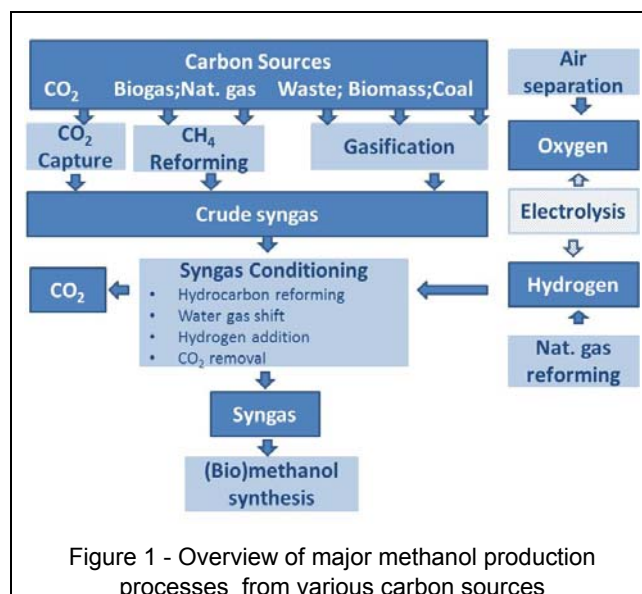 Carbon Sources
CO2 Biogas;Nat. gas Waste; Biomass;Coal
Air
separation
CO2
Capture
CH4
Reforming
Gasification
Oxygen
Crude syngas
Electrolysis
Syngas Conditioning
• Hydrocarbon reforming
• Water gas shift
• Hydrogen addition
• CO2 removal
CO2
Hydrogen
Nat. gas
reforming
Syngas
(Bio)methanol
synthesis
Figure 1 - Overview of major methanol production
processes from various carbon sources